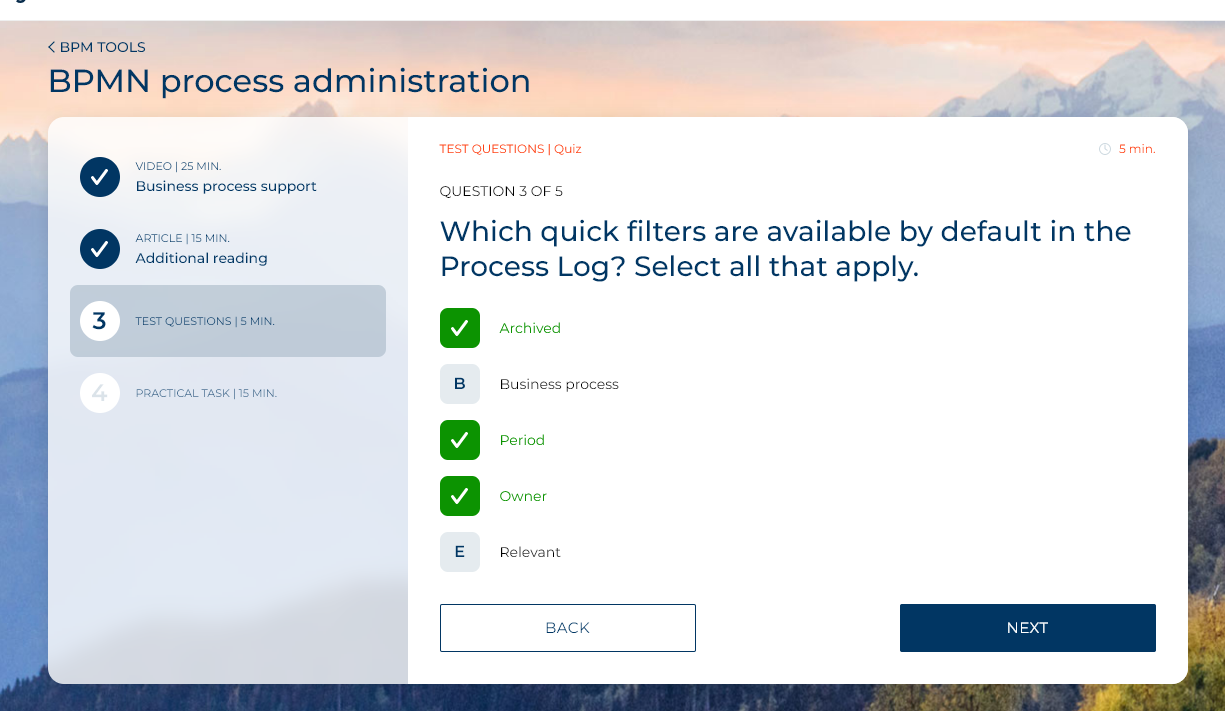 BPM TOOLS
BPMN process administration
VIDEO | 25 MIN.
Business process support
ARTICLE | 15 MIN.
Additional reading
3
TEST QUESTIONS | 5 MIN.
4
PRACTICAL TASK | 15 MIN.
TEST QUESTIONS | Quiz
5 min.
QUESTION 3 OF 5
Which quick filters are available by default in the
Process Log? Select all that apply.
Archived
B Business process
Period
Owner
E Relevant
BACK
NEXT